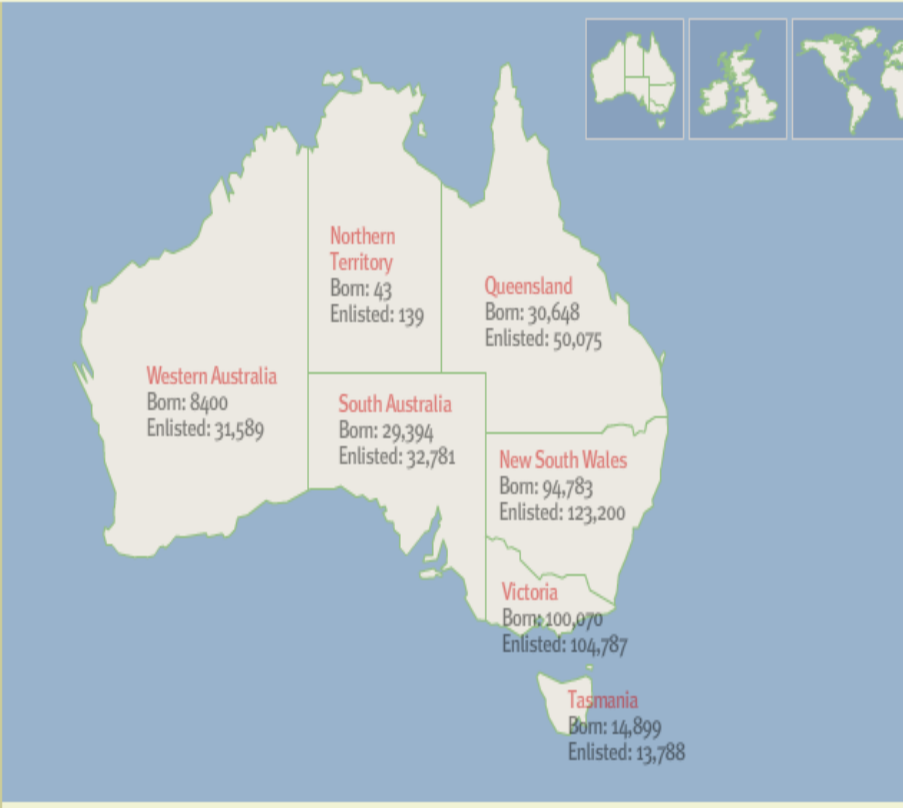 Northern
Territory
Born: 43
Enlisted: 139
Queensland
Born: 30,648
Enlisted: 50,075
Western Australia
Born: 8400
Enlisted: 31,589
South Australia
Born: 29,394
Enlisted: 32,781
New South Wales
Born: 94,783
Enlisted: 123,200
Victoria
Born: 100,070
Enlisted: 104,787
Tasmania
Born: 14,899
Enlisted: 13,788